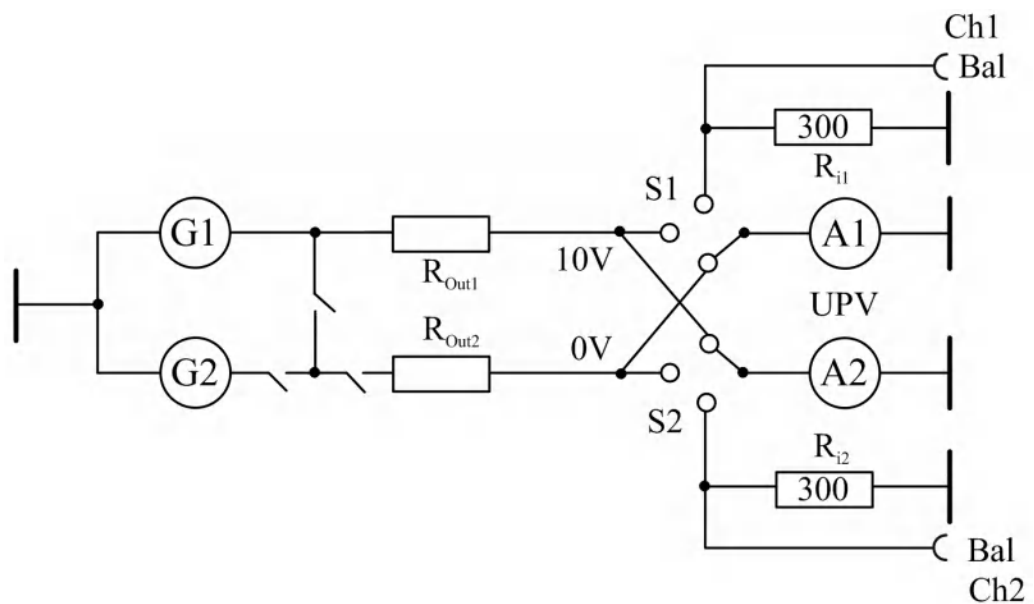 Ch1
Bal
300
R_i1
S1
G1
10V
A1
R_Out1
UPV
R_Out2
0V
G2
A2
S2
R_i2
300
Bal
Ch2